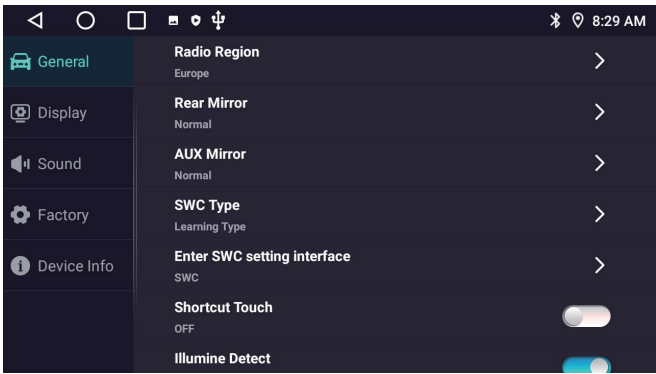 8:29 AM
General
Display
Sound
Factory
Device Info
Radio Region
Europe
Rear Mirror
Normal
AUX Mirror
Normal
SWC Type
Learning Type
Enter SWC setting interface
SWC
Shortcut Touch
OFF
Illumine Detect